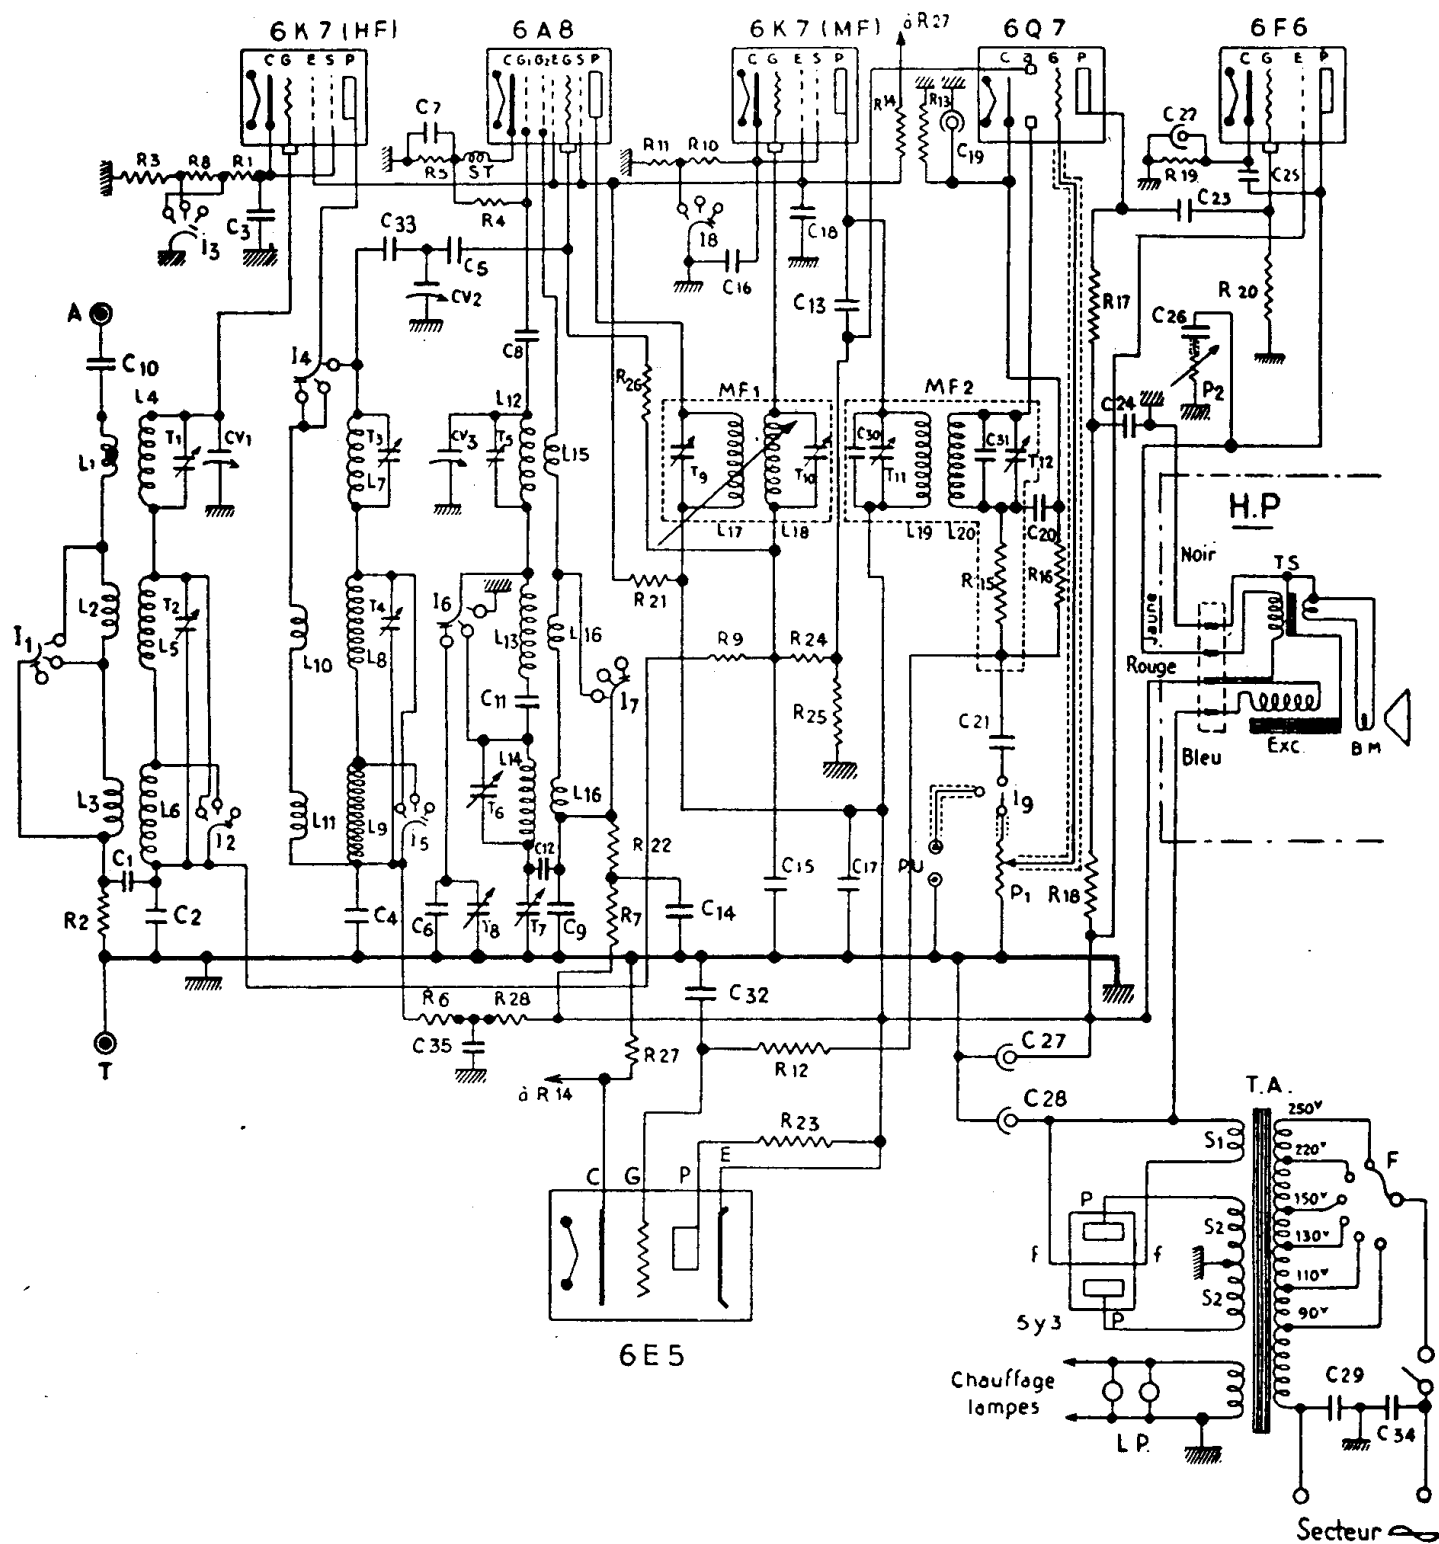 6K7(HF) 6A8 6K7(MF) à R27 6Q7 6F6
C G E S P
C G1 G2 E G S P
C G E S P
C d G P
C G E P
C7 R5 ST R4
R11 R10 R14 R13 C19
C22 R19 C25 C23
R3 R8 R1 I3 C3
C33 C5 CV2
I8 C16 C18 C13
R17 R20 C26 P2 C24
A C10
L4 T1 CV1 L1
I4 T3 L7
C8 L12 CV3 T5 L15
R26 MF1 T9 T10 L17 L18
MF2 C30 T11 C31 T12 L19 L20 C20
H.P
Noir
TS
Jaune
Rouge
Bleu
Exc.
BM
I1 L2 T2 L5
L10 T4 L8
I6 L13 L16 C11 I7
R21 R9 R24 R25
R15 R16 C21 I9
L3 L6 I2 C1 R2 C2
L11 L9 I5 C4
L14 T6 L16 C12 C6 T8 T7 C9
R22 R7 C14 C15 C17
PU P1 R18
T
R6 R28 C35
C32 R27 R12
à R14
C27
C28
R23
C G P E
6E5
T.A.
S1
S2
S2
P
f f
P
5y3
250v
220v
150v
130v
110v
90v
F
Chauffage
lampes
L P.
C29
C34
Secteur